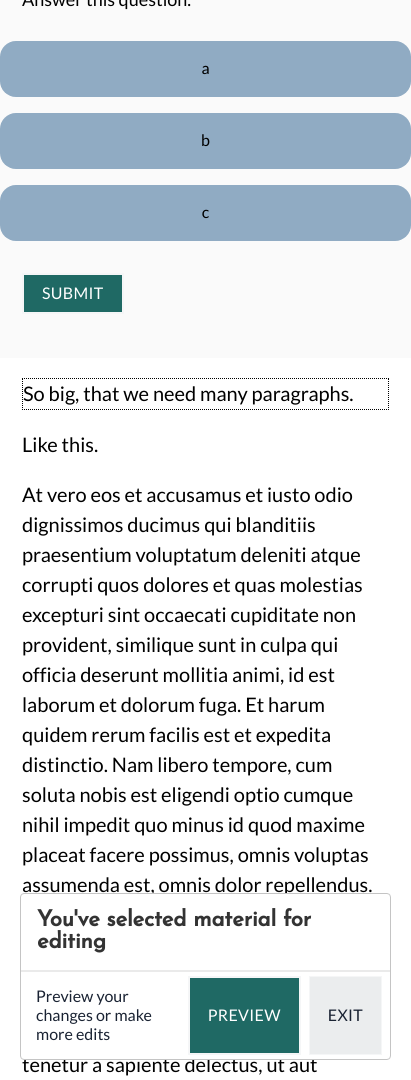 Answer this question.
a
b
c
SUBMIT
So big, that we need many paragraphs.
Like this.
At vero eos et accusamus et iusto odio
dignissimos ducimus qui blanditiis
praesentium voluptatum deleniti atque
corrupti quos dolores et quas molestias
excepturi sint occaecati cupiditate non
provident, similique sunt in culpa qui
officia deserunt mollitia animi, id est
laborum et dolorum fuga. Et harum
quidem rerum facilis est et expedita
distinctio. Nam libero tempore, cum
soluta nobis est eligendi optio cumque
nihil impedit quo minus id quod maxime
placeat facere possimus, omnis voluptas
assumenda est, omnis dolor repellendus.
You've selected material for
editing
Preview your
changes or make
more edits
PREVIEW
EXIT
tenetur a sapiente delectus, ut aut